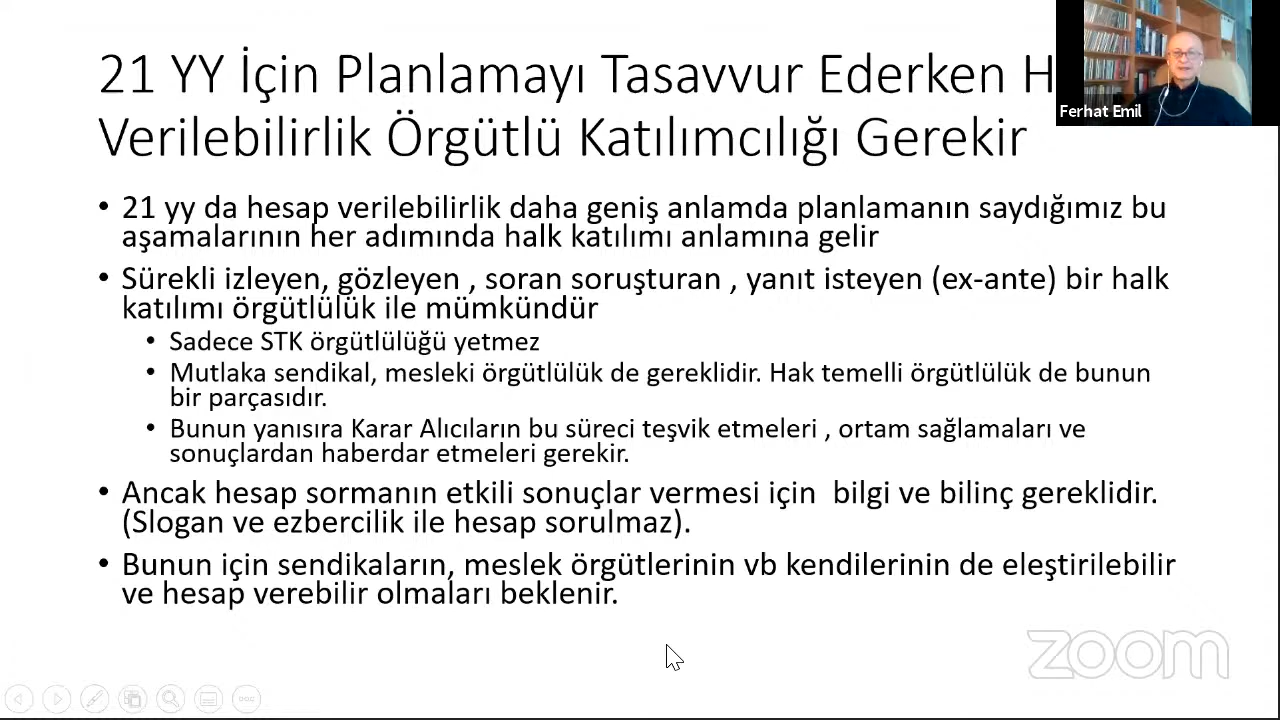 21 YY İçin Planlamayı Tasavvur Ederken H
Verilebilirlik Örgütlü Katılımcılığı Gerekir
Ferhat Emil
• 21 yy da hesap verilebilirlik daha geniş anlamda planlamanın saydığımız bu
aşamalarının her adımında halk katılımı anlamına gelir
• Sürekli izleyen, gözleyen , soran soruşturan , yanıt isteyen (ex-ante) bir halk
katılımı örgütlülük ile mümkündür
• Sadece STK örgütlülüğü yetmez
• Mutlaka sendikal, mesleki örgütlülük de gereklidir. Hak temelli örgütlülük de bunun
bir parçasıdır.
• Bunun yanısıra Karar Alıcıların bu süreci teşvik etmeleri , ortam sağlamaları ve
sonuçlardan haberdar etmeleri gerekir.
• Ancak hesap sormanın etkili sonuçlar vermesi için  bilgi ve bilinç gereklidir.
(Slogan ve ezbercilik ile hesap sorulmaz).
• Bunun için sendikaların, meslek örgütlerinin vb kendilerinin de eleştirilebilir
ve hesap verebilir olmaları beklenir.
zoom